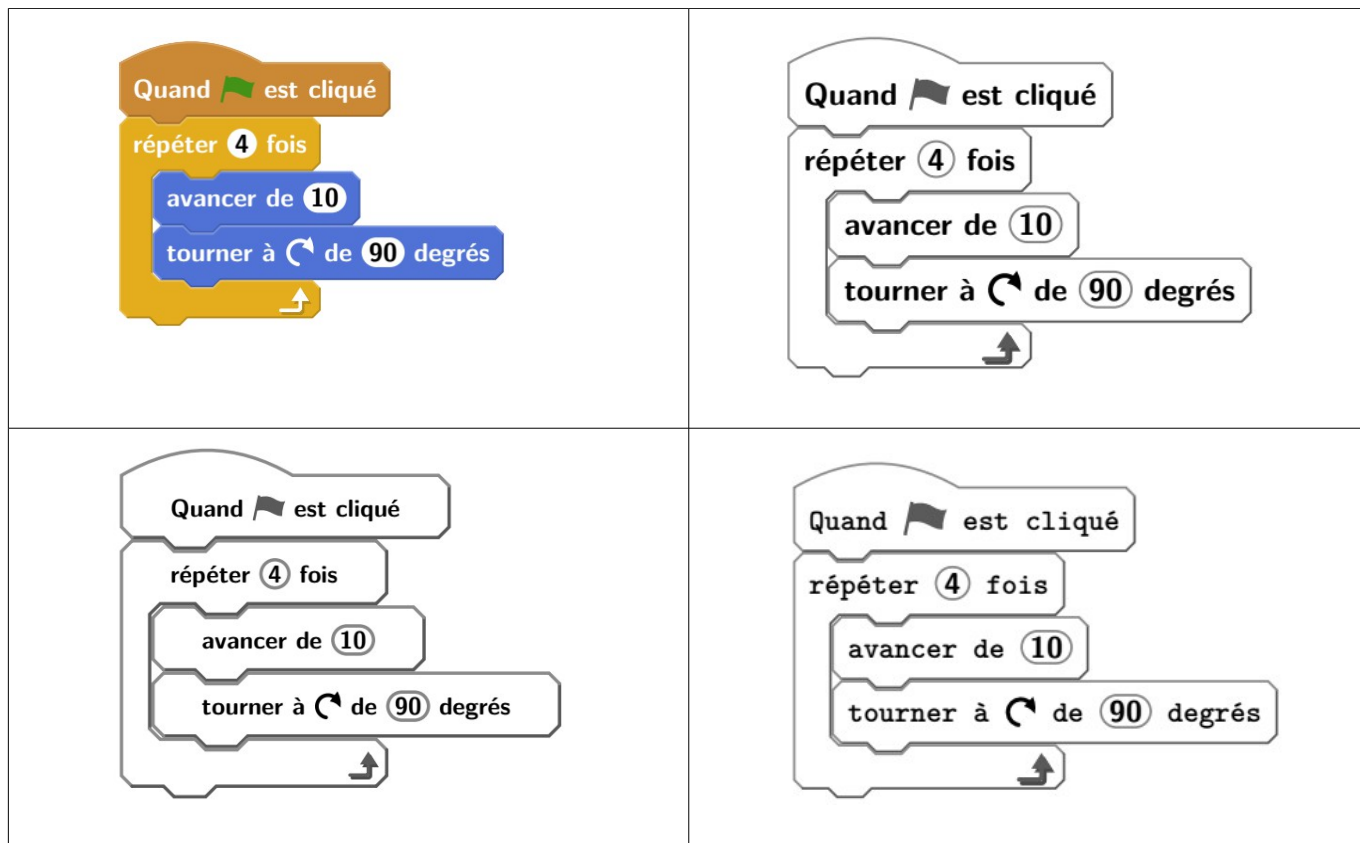 Quand est cliqué
répéter 4 fois
avancer de 10
tourner à de 90 degrés
Quand est cliqué
répéter 4 fois
avancer de 10
tourner à de 90 degrés
Quand est cliqué
répéter 4 fois
avancer de 10
tourner à de 90 degrés
Quand est cliqué
répéter 4 fois
avancer de 10
tourner à de 90 degrés